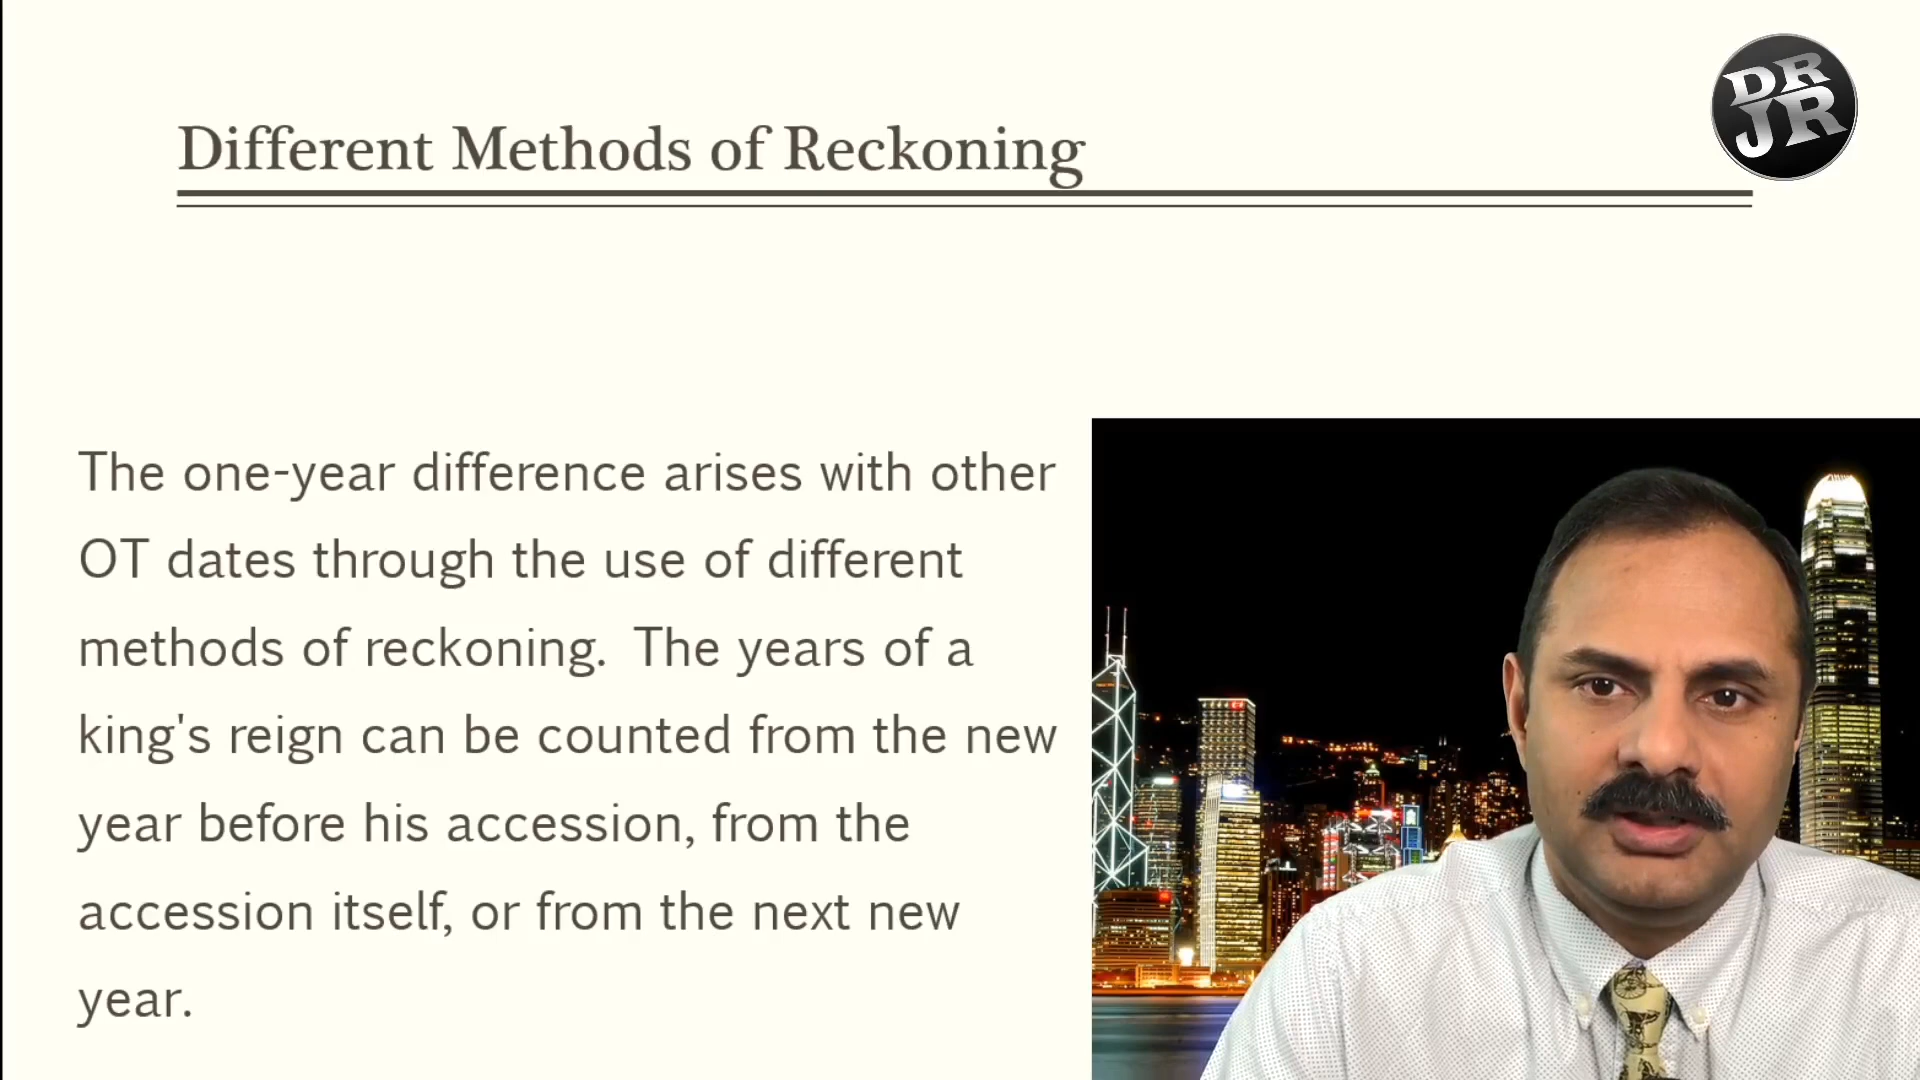 Different Methods of Reckoning
DR
JR
The one-year difference arises with other
OT dates through the use of different
methods of reckoning. The years of a
king's reign can be counted from the new
year before his accession, from the
accession itself, or from the next new
year.